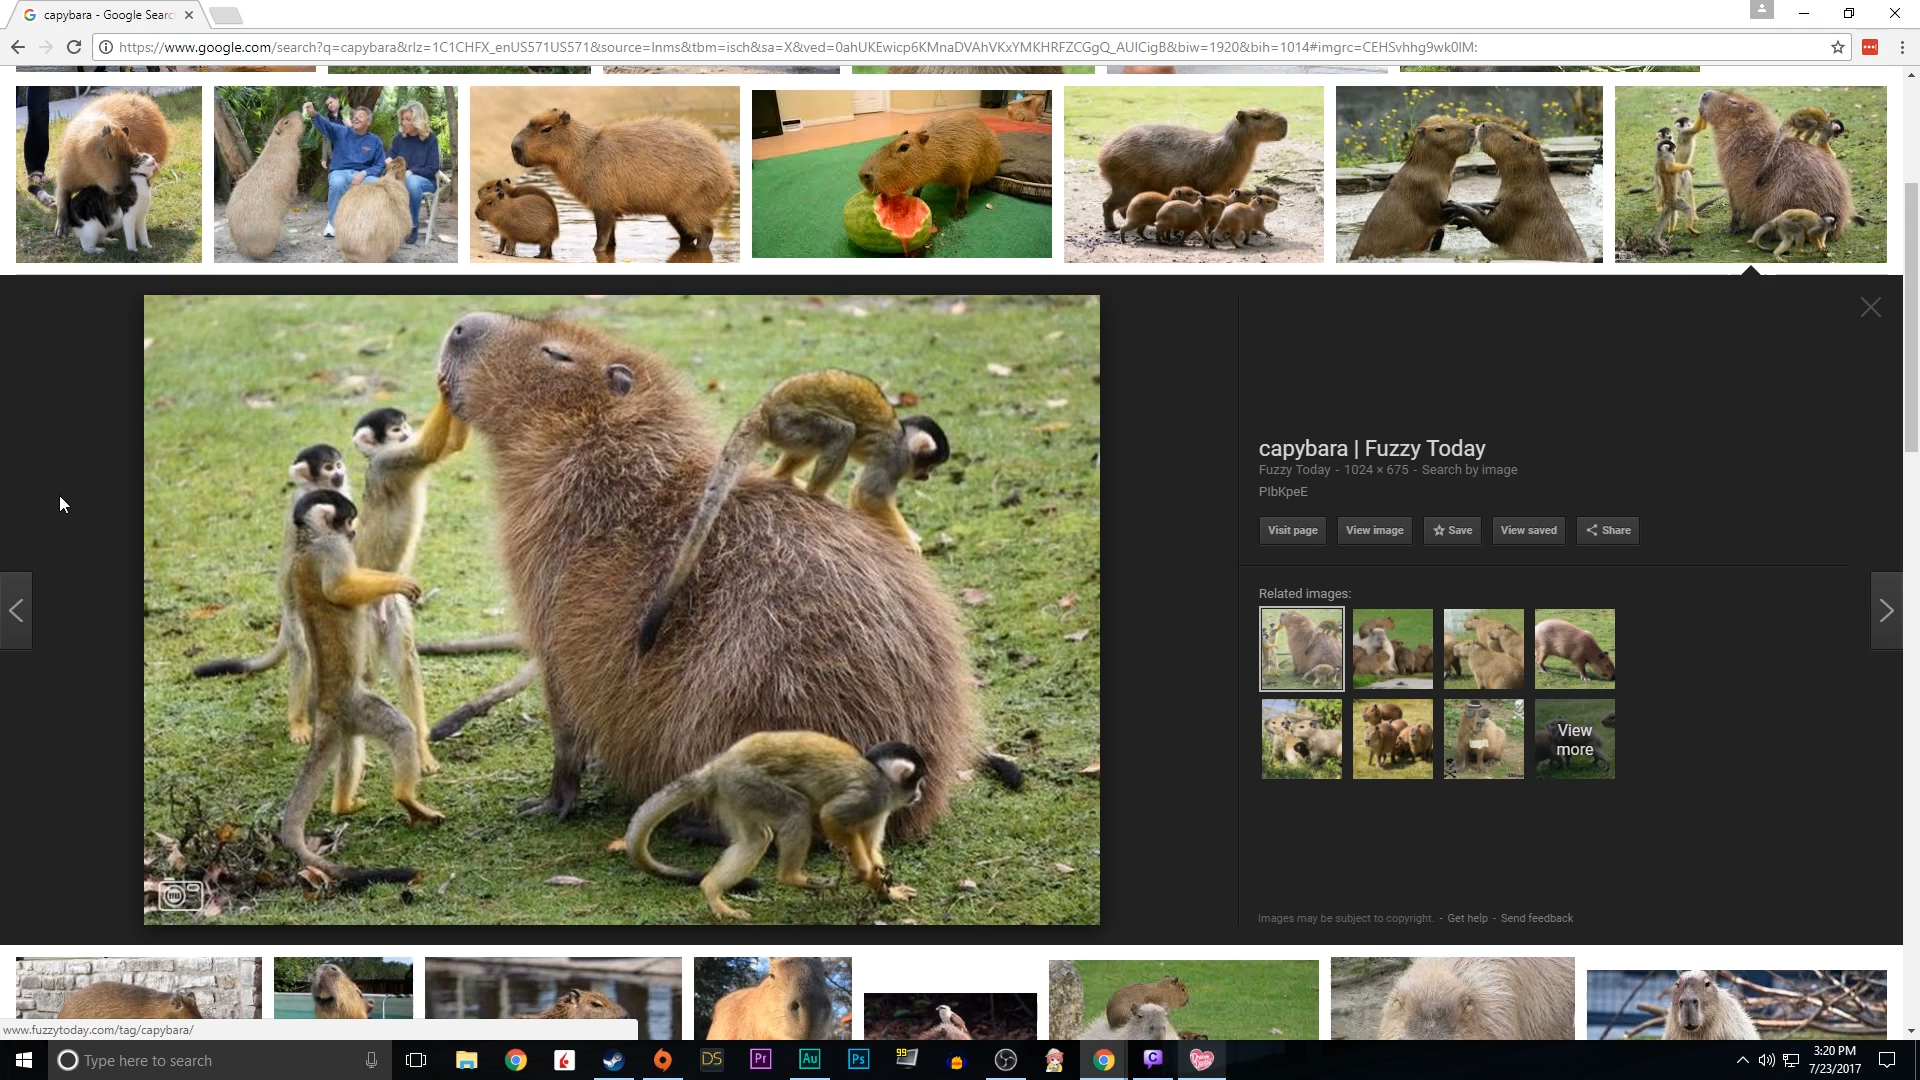 capybara - Google Searc
https://www.google.com/search?q=capybara&rlz=1C1CHFX_enUS571US571&source=lnms&tbm=isch&sa=X&ved=0ahUKEwicp6KMnaDVAhVKxYMKHRFZCGgQ_AUICigB&biw=1920&bih=1014#imgrc=CEHSvhhg9wk0IM:
capybara | Fuzzy Today
Fuzzy Today - 1024 × 675 - Search by image
PIbKpeE
Visit page View image Save View saved Share
Related images:
View
more
Images may be subject to copyright. - Get help - Send feedback
www.fuzzytoday.com/tag/capybara/
Type here to search
DS
Pr
Au
Ps
99
3:20 PM
7/23/2017